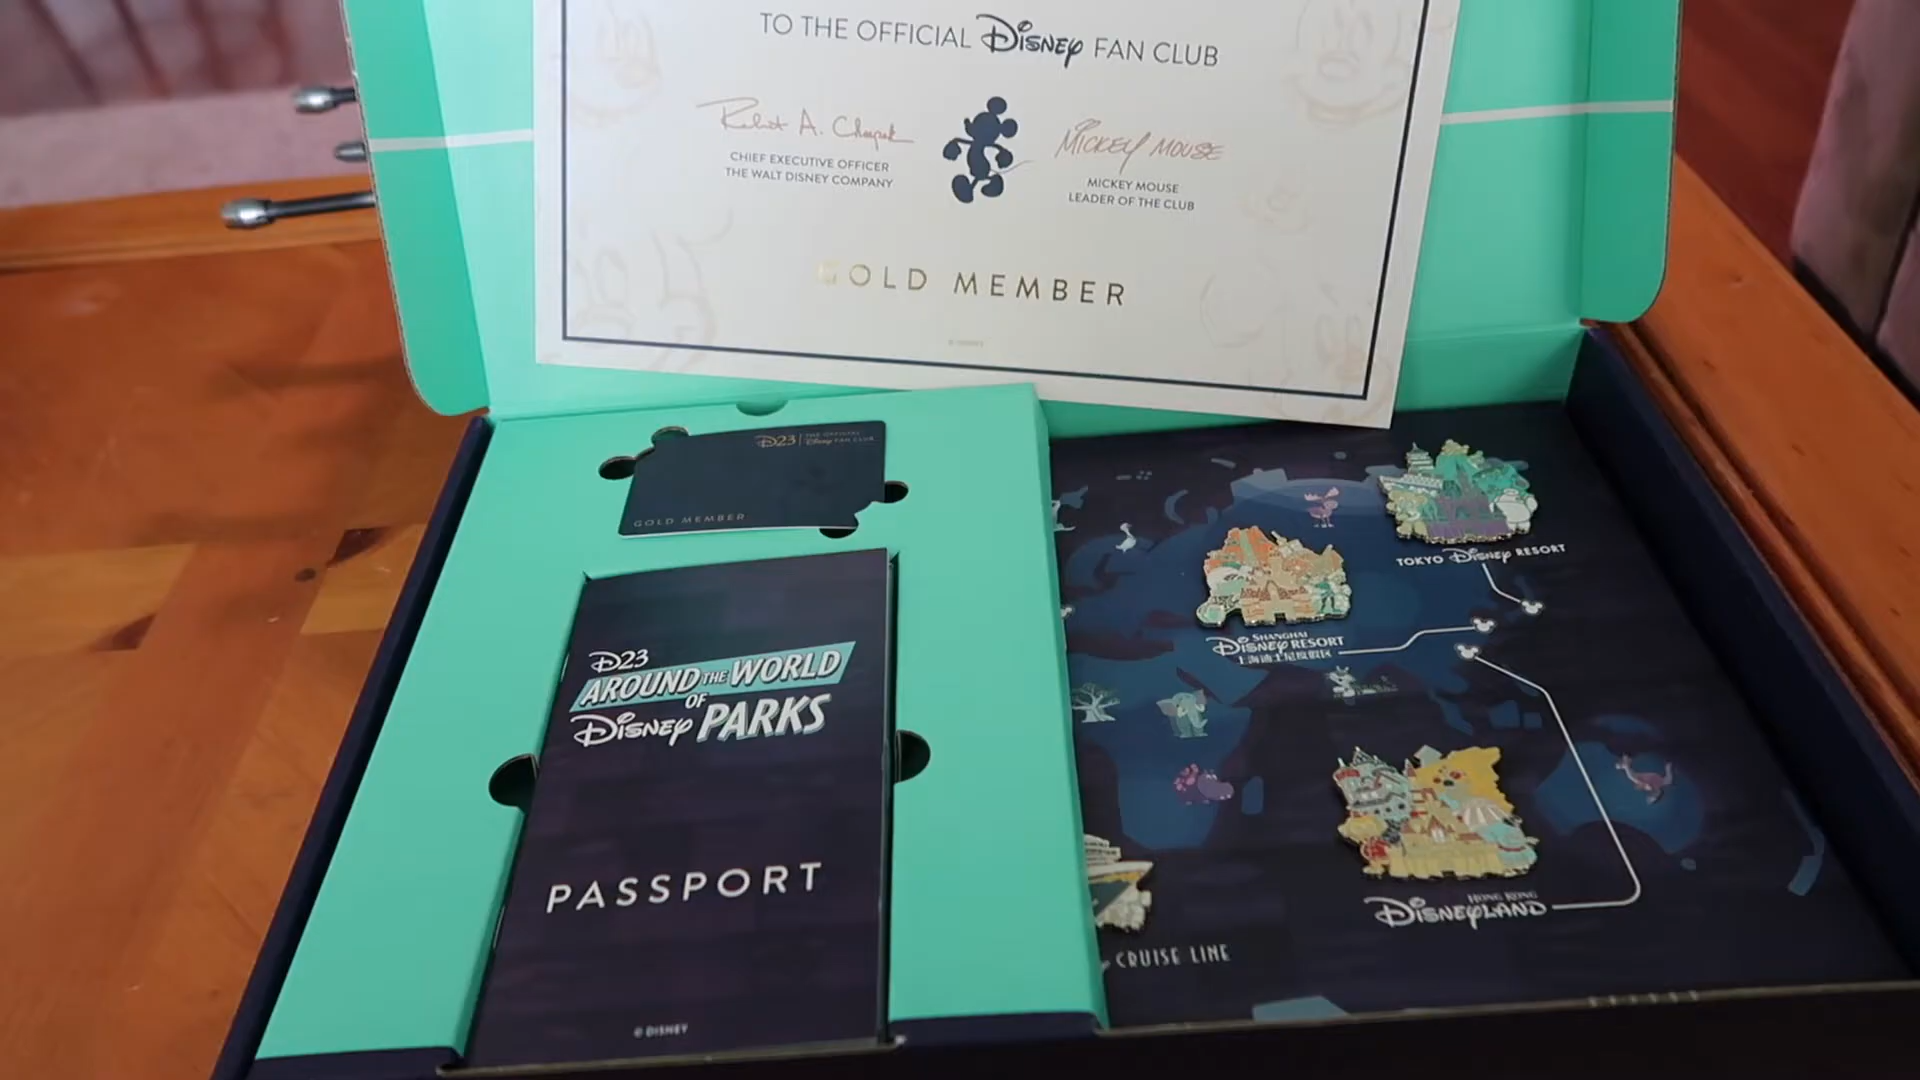 TO THE OFFICIAL Disney FAN CLUB
Robert A. Chapek
CHIEF EXECUTIVE OFFICER
THE WALT DISNEY COMPANY
MICKEY MOUSE
MICKEY MOUSE
LEADER OF THE CLUB
GOLD MEMBER
© DISNEY
D23 THE OFFICIAL
Disney FAN CLUB
GOLD MEMBER
D23
AROUND THE WORLD
OF
Disney PARKS
PASSPORT
© DISNEY
TOKYO Disney RESORT
SHANGHAI
Disney RESORT
上海迪士尼度假区
HONG KONG
Disneyland
CRUISE LINE